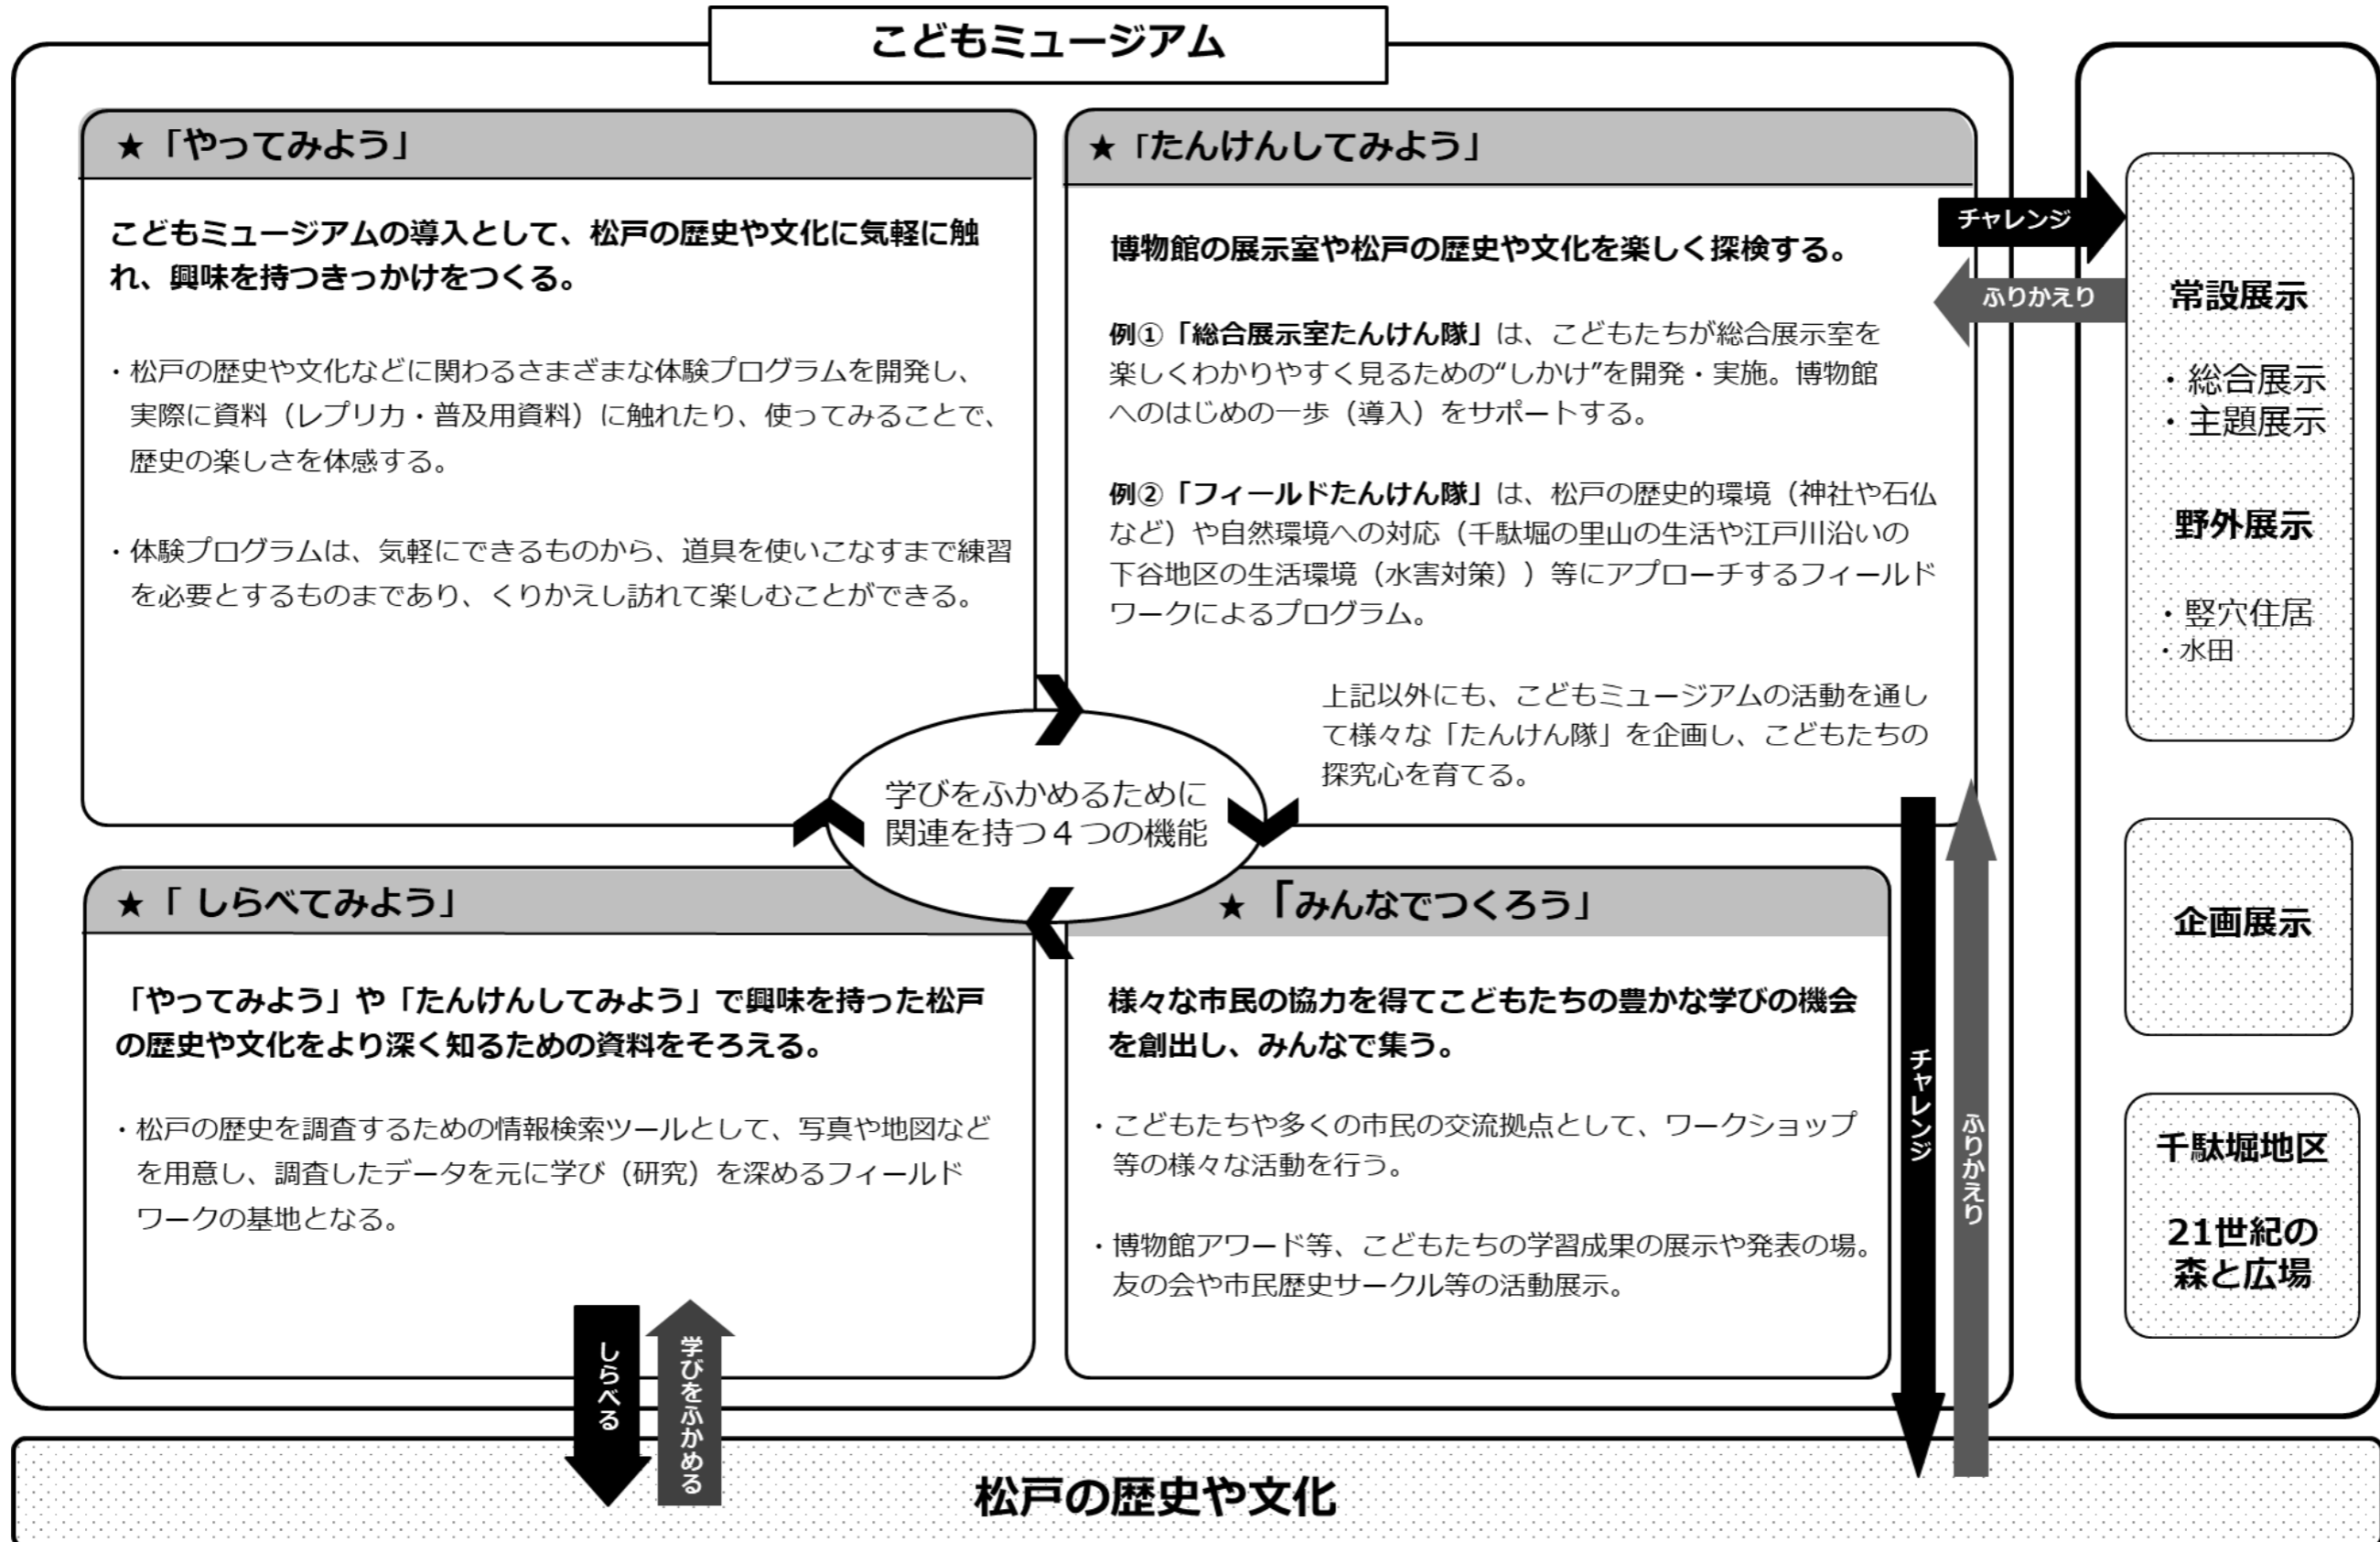 こどもミュージアム
★「やってみよう」
こどもミュージアムの導入として、松戸の歴史や文化に気軽に触
れ、興味を持つきっかけをつくる。
・松戸の歴史や文化などに関わるさまざまな体験プログラムを開発し、
実際に資料（レプリカ・普及用資料）に触れたり、使ってみることで、
歴史の楽しさを体感する。
・体験プログラムは、気軽にできるものから、道具を使いこなすまで練習
を必要とするものまであり、くりかえし訪れて楽しむことができる。
★「たんけんしてみよう」
博物館の展示室や松戸の歴史や文化を楽しく探検する。
例①「総合展示室たんけん隊」は、こどもたちが総合展示室を
楽しくわかりやすく見るための“しかけ”を開発・実施。博物館
へのはじめの一歩（導入）をサポートする。
例②「フィールドたんけん隊」は、松戸の歴史的環境（神社や石仏
など）や自然環境への対応（千駄堀の里山の生活や江戸川沿いの
下谷地区の生活環境（水害対策））等にアプローチするフィールド
ワークによるプログラム。
上記以外にも、こどもミュージアムの活動を通し
て様々な「たんけん隊」を企画し、こどもたちの
探究心を育てる。
学びをふかめるために
関連を持つ４つの機能
★「 しらべてみよう」
「やってみよう」や「たんけんしてみよう」で興味を持った松戸
の歴史や文化をより深く知るための資料をそろえる。
・松戸の歴史を調査するための情報検索ツールとして、写真や地図など
を用意し、調査したデータを元に学び（研究）を深めるフィールド
ワークの基地となる。
しらべる
学びをふかめる
★「みんなでつくろう」
様々な市民の協力を得てこどもたちの豊かな学びの機会
を創出し、みんなで集う。
・こどもたちや多くの市民の交流拠点として、ワークショップ
等の様々な活動を行う。
・博物館アワード等、こどもたちの学習成果の展示や発表の場。
友の会や市民歴史サークル等の活動展示。
チャレンジ
ふりかえり
チャレンジ
ふりかえり
常設展示
・総合展示
・主題展示
野外展示
・竪穴住居
・水田
企画展示
千駄堀地区
21世紀の
森と広場
松戸の歴史や文化